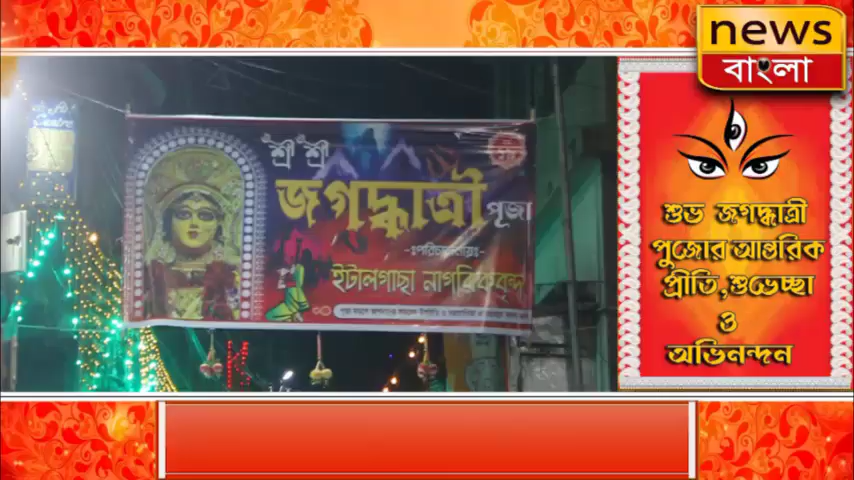 news
বাংলা
শ্রী শ্রী
জগদ্ধাত্রী পূজা
ইটালগাছা নাগরিকবৃন্দ
শুভ জগদ্ধাত্রী
পুজোর আন্তরিক
প্রীতি, শুভেচ্ছা
ও
অভিনন্দন